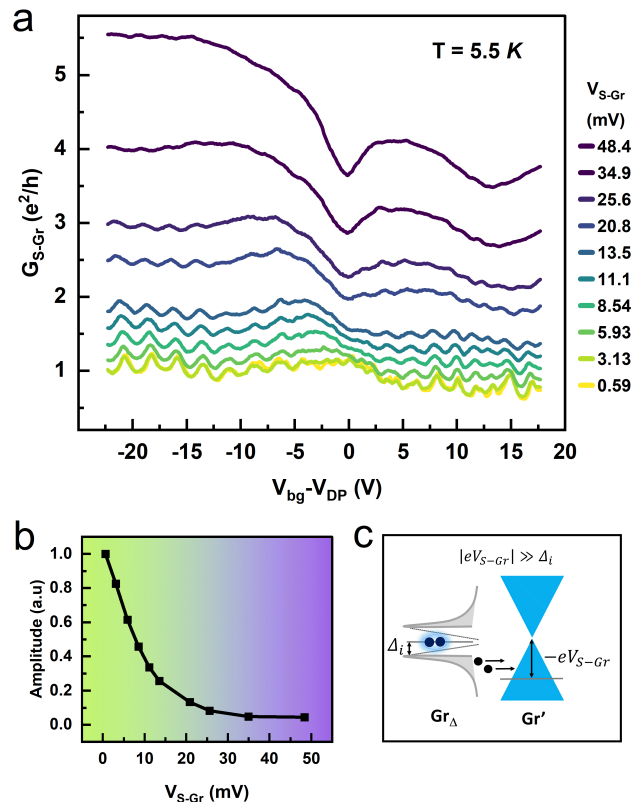 a
T = 5.5 K
G_S-Gr (e²/h)
5
4
3
2
1
-20 -15 -10 -5 0 5 10 15 20
V_bg-V_DP (V)
V_S-Gr
(mV)
48.4
34.9
25.6
20.8
13.5
11.1
8.54
5.93
3.13
0.59
b
Amplitude (a.u)
1.0
0.8
0.6
0.4
0.2
0.0
0 10 20 30 40 50
V_S-Gr (mV)
c
|eV_S−Gr| ≫ Δ_i
Δ_i
−eV_S−Gr
Gr_Δ Gr’